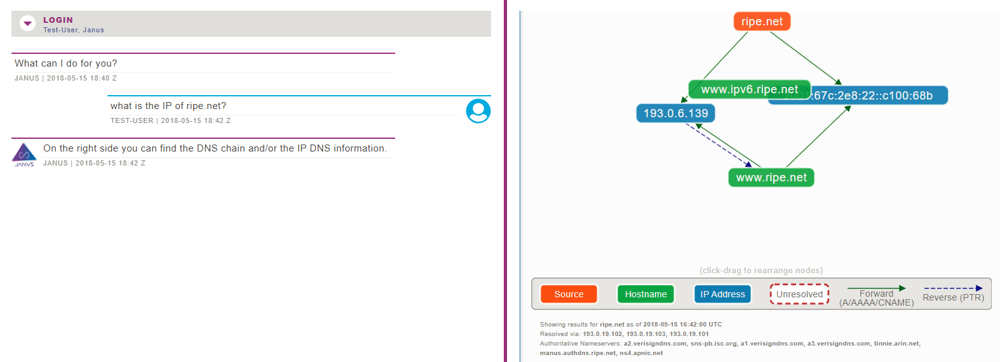 LOGIN
Test-User, Janus
What can I do for you?
JANUS | 2018-05-15 18:40 Z
what is the IP of ripe.net?
TEST-USER | 2018-05-15 18:42 Z
On the right side you can find the DNS chain and/or the IP DNS information.
JANVS
JANUS | 2018-05-15 18:42 Z
ripe.net
www.ipv6.ripe.net
:67c:2e8:22::c100:68b
193.0.6.139
www.ripe.net
(click-drag to rearrange nodes)
Source
Hostname
IP Address
Unresolved
Forward
(A/AAAA/CNAME)
Reverse (PTR)
Showing results for ripe.net as of 2018-05-15 16:42:00 UTC
Resolved via: 193.0.19.102, 193.0.19.103, 193.0.19.101
Authoritative Nameservers: a2.verisigndns.com, sns-pb.isc.org, a1.verisigndns.com, a3.verisigndns.com, tinnie.arin.net,
manus.authdns.ripe.net, ns4.apnic.net